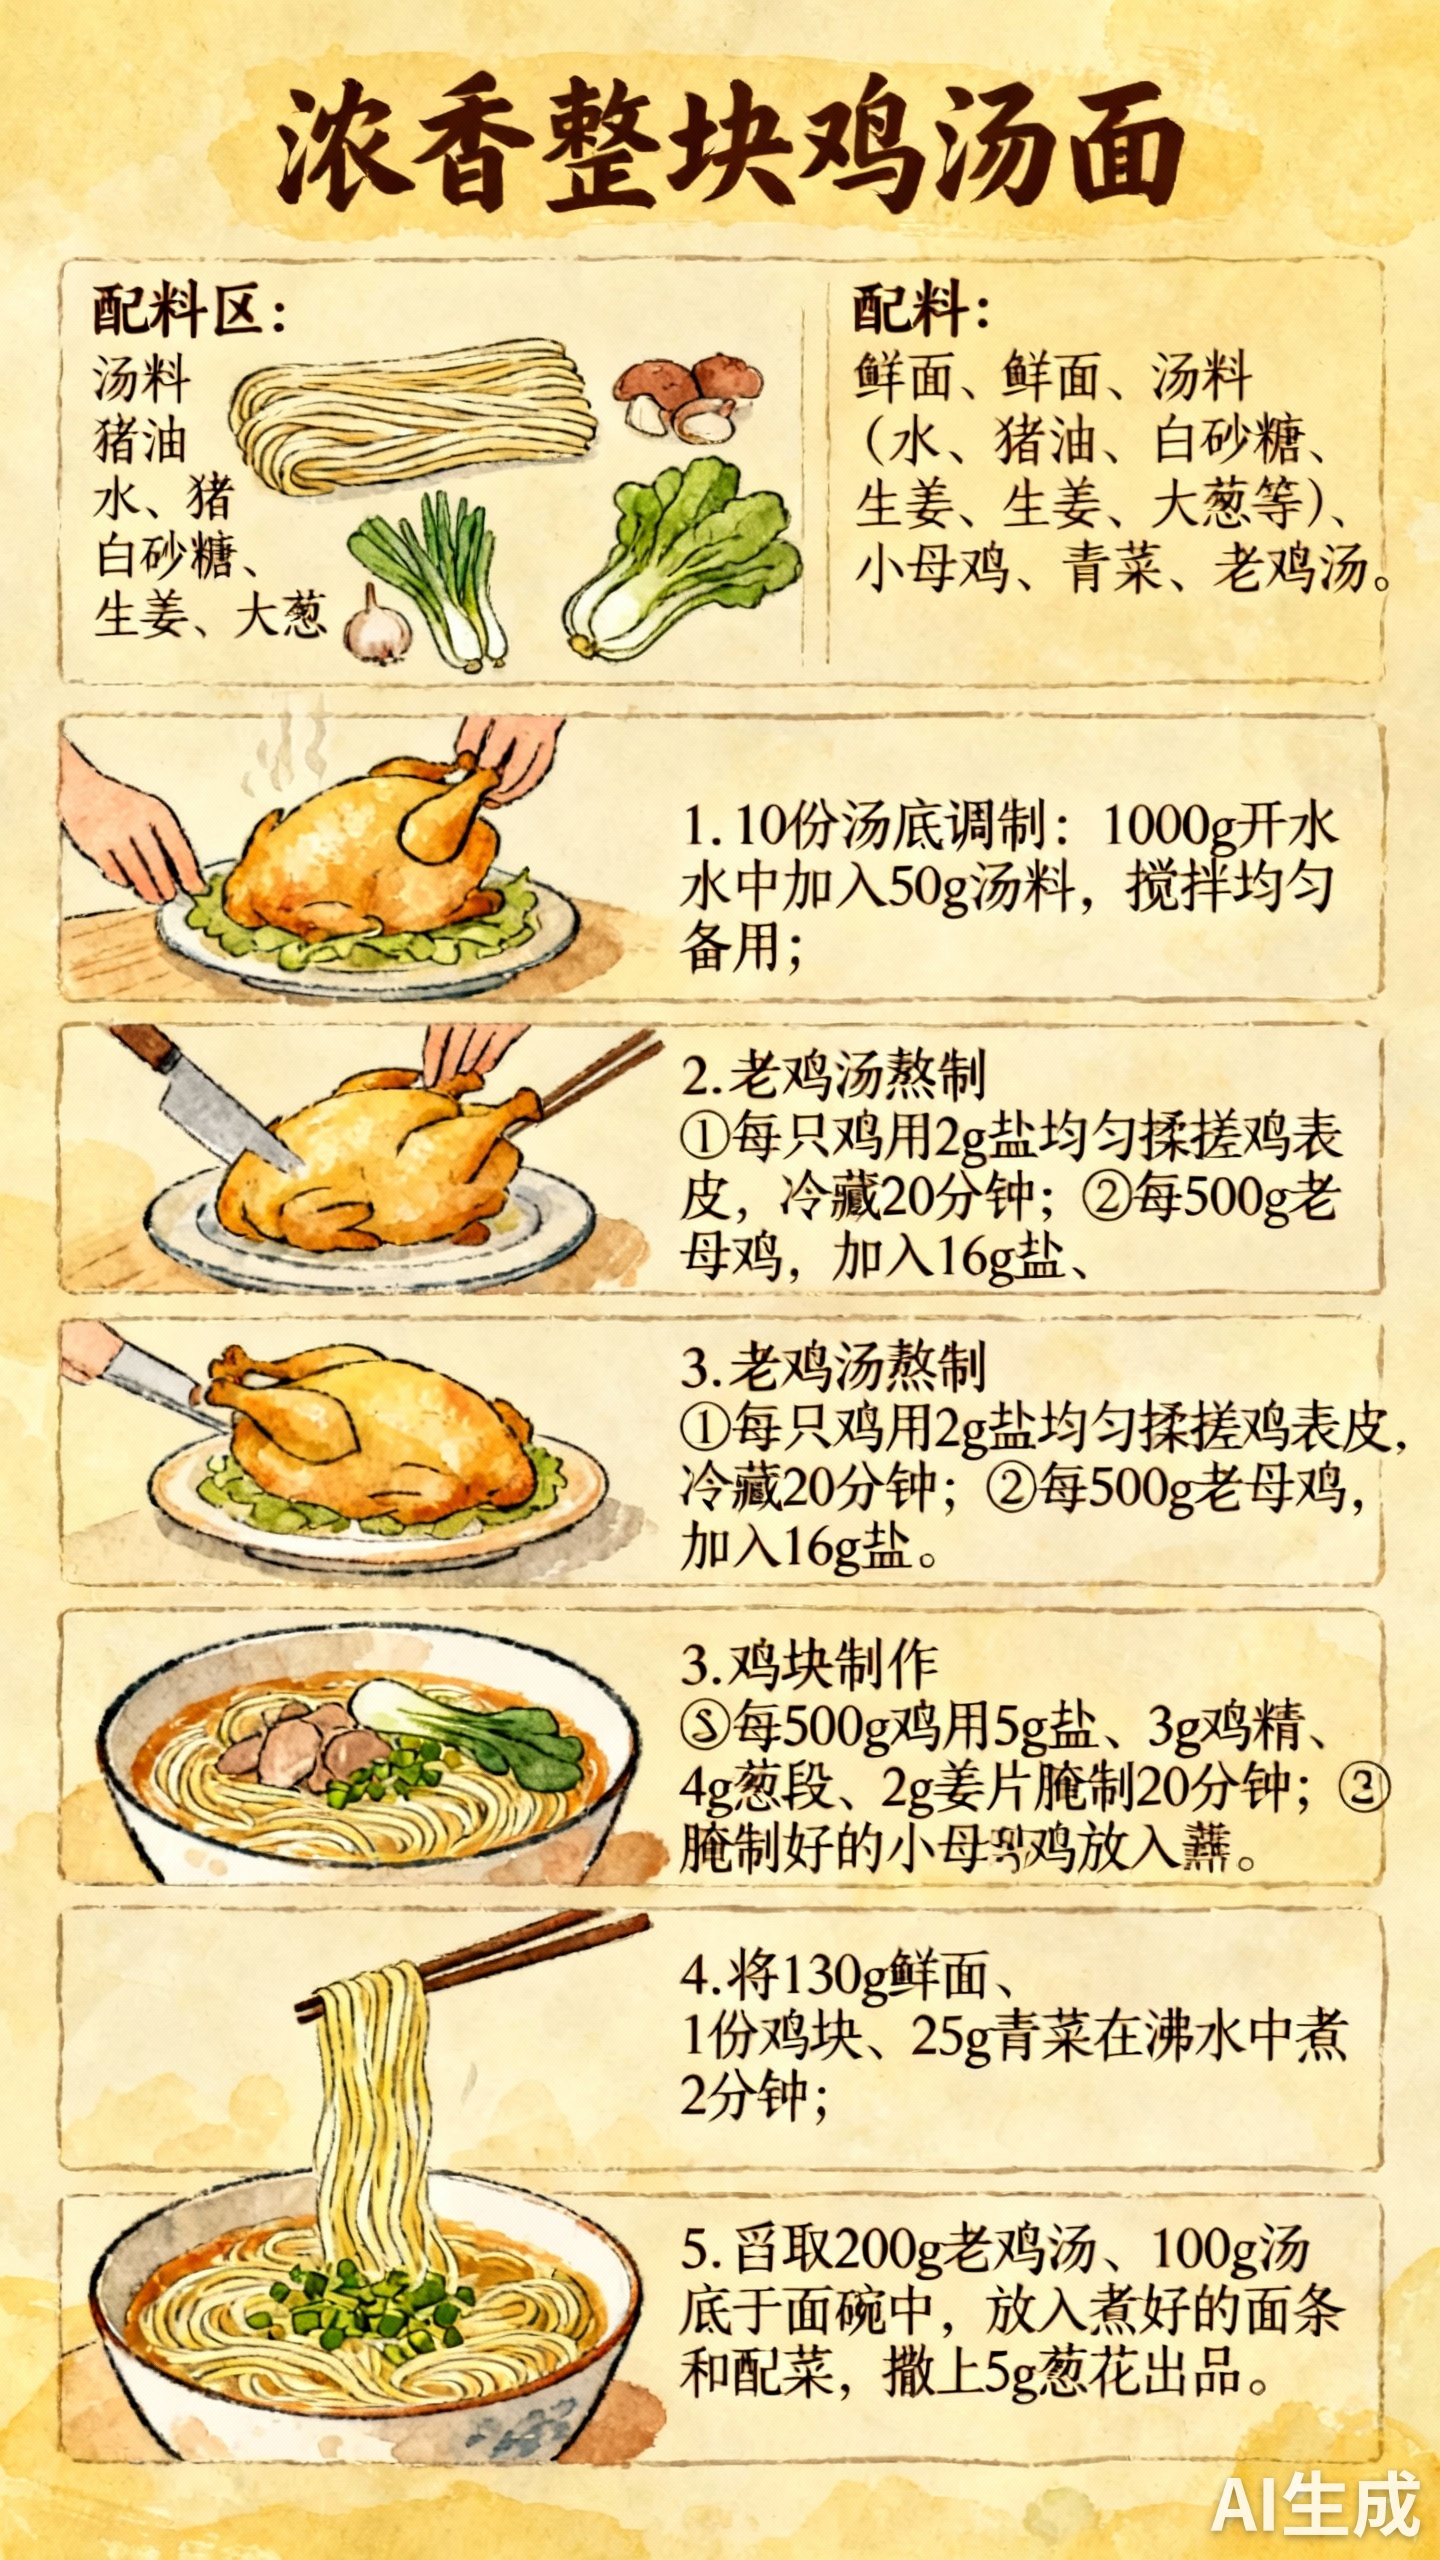 浓香整块鸡汤面
配料区：
汤料
猪油
水、猪
白砂糖、
生姜、大葱
配料：
鲜面、鲜面、汤料
（水、猪油、白砂糖、
生姜、生姜、大葱等）、
小母鸡、青菜、老鸡汤。
1.10份汤底调制：1000g开水
水中加入50g汤料，搅拌均匀
备用；
2.老鸡汤熬制
①每只鸡用2g盐均匀揉搓鸡表
皮，冷藏20分钟；②每500g老
母鸡，加入16g盐、
3.老鸡汤熬制
①每只鸡用2g盐均匀揉搓鸡表皮，
冷藏20分钟；②每500g老母鸡，
加入16g盐。
3.鸡块制作
每500g鸡用5g盐、3g鸡精、
4g葱段、2g姜片腌制20分钟；
腌制好的小母鸡放入。
4.将130g鲜面、
1份鸡块、25g青菜在沸水中煮
2分钟；
5.取200g老鸡汤、100g汤
底于面碗中，放入煮好的面条
和配菜，撒上5g葱花出品。
AI生成